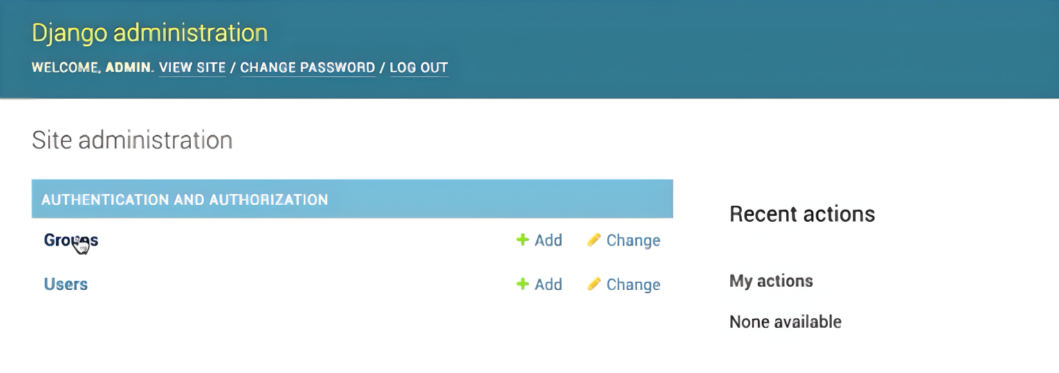 Django administration
WELCOME, ADMIN. VIEW SITE / CHANGE PASSWORD / LOG OUT
Site administration
AUTHENTICATION AND AUTHORIZATION
Groups
Add
Change
Users
Add
Change
Recent actions
My actions
None available